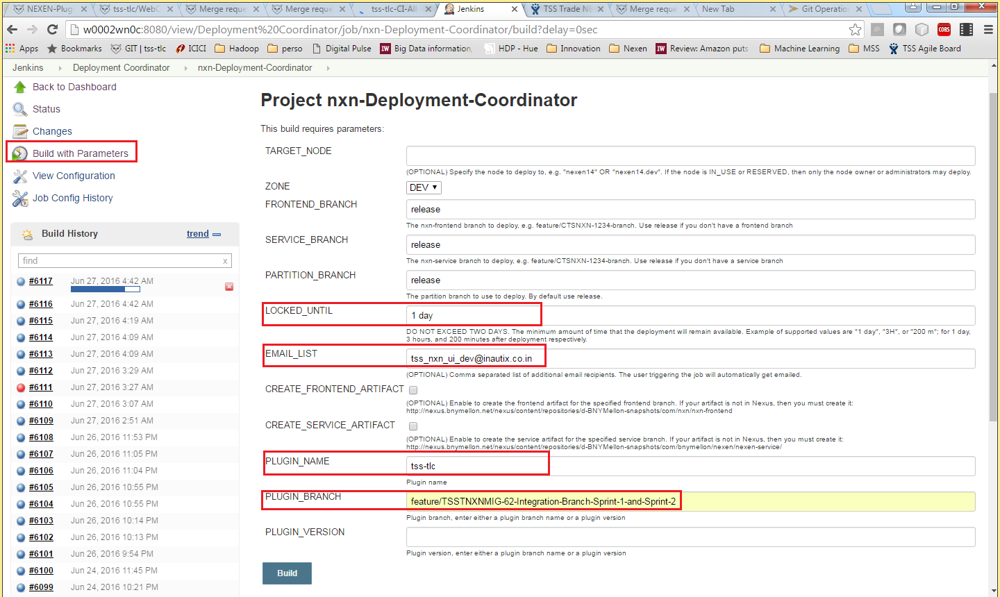 NEXEN-Plug
tss-tlc/Web
Merge reque
Merge reque
tss-tlc-CI-All
Jenkins
TSS Trade N
Merge reque
New Tab
Git Operation
w0002wn0c:8080/view/Deployment%20Coordinator/job/nxn-Deployment-Coordinator/build?delay=0sec
CORS
Apps
Bookmarks
GIT | tss-tlc
ICICI
Hadoop
perso
Digital Pulse
IW Big Data information,
HDP - Hue
Innovation
Nexen
IW Review: Amazon puts
Machine Learning
MSS
TSS Agile Board
Jenkins
Deployment Coordinator
nxn-Deployment-Coordinator
Back to Dashboard
Status
Changes
Build with Parameters
View Configuration
Job Config History
Build History
trend
find x
#6117 Jun 27, 2016 4:42 AM
#6116 Jun 27, 2016 4:42 AM
#6115 Jun 27, 2016 4:19 AM
#6114 Jun 27, 2016 4:09 AM
#6113 Jun 27, 2016 4:09 AM
#6112 Jun 27, 2016 3:29 AM
#6111 Jun 27, 2016 3:27 AM
#6110 Jun 27, 2016 3:07 AM
#6109 Jun 27, 2016 2:51 AM
#6108 Jun 26, 2016 11:53 PM
#6107 Jun 26, 2016 11:05 PM
#6106 Jun 26, 2016 11:04 PM
#6105 Jun 26, 2016 10:55 PM
#6104 Jun 26, 2016 10:55 PM
#6103 Jun 26, 2016 10:14 PM
#6102 Jun 26, 2016 10:13 PM
#6101 Jun 26, 2016 9:54 PM
#6100 Jun 24, 2016 11:45 PM
#6099 Jun 24, 2016 10:21 PM
Project nxn-Deployment-Coordinator
This build requires parameters:
TARGET_NODE
(OPTIONAL) Specify the node to deploy to, e.g. "nexen14" OR "nexen14.dev". If the node is IN_USE or RESERVED, then only the node owner or administrators may deploy.
ZONE DEV
FRONTEND_BRANCH release
The nxn-frontend branch to deploy, e.g. feature/CTSNXN-1234-branch. Use release if you don't have a frontend branch
SERVICE_BRANCH release
The nxn-service branch to deploy, e.g. feature/CTSNXN-1234-branch. Use release if you don't have a service branch
PARTITION_BRANCH release
The partition branch to use to deploy. By default use release.
LOCKED_UNTIL 1 day
DO NOT EXCEED TWO DAYS. The minimum amount of time that the deployment will remain available. Example of supported values are "1 day", "3H", or "200 m"; for 1 day,
3 hours, and 200 minutes after deployment respectively.
EMAIL_LIST tss_nxn_ui_dev@inautix.co.in
(OPTIONAL) Comma separated list of additional email recipients. The user triggering the job will automatically get emailed.
CREATE_FRONTEND_ARTIFACT
(OPTIONAL) Enable to create the frontend artifact for the specified frontend branch. If your artifact is not in Nexus, then you must create it:
http://nexus.bnymellon.net/nexus/content/repositories/d-BNYMellon-snapshots/com/nxn/nxn-frontend
CREATE_SERVICE_ARTIFACT
(OPTIONAL) Enable to create the service artifact for the specified service branch. If your artifact is not in Nexus, then you must create it:
http://nexus.bnymellon.net/nexus/content/repositories/d-BNYMellon-snapshots/com/bnymellon/nexen/nexen-service/
PLUGIN_NAME tss-tlc
Plugin name
PLUGIN_BRANCH feature/TSSTNXNMIG-62-Integration-Branch-Sprint-1-and-Sprint-2
Plugin branch, enter either a plugin branch name or a plugin version
PLUGIN_VERSION
Plugin version, enter either a plugin branch name or a plugin version
Build